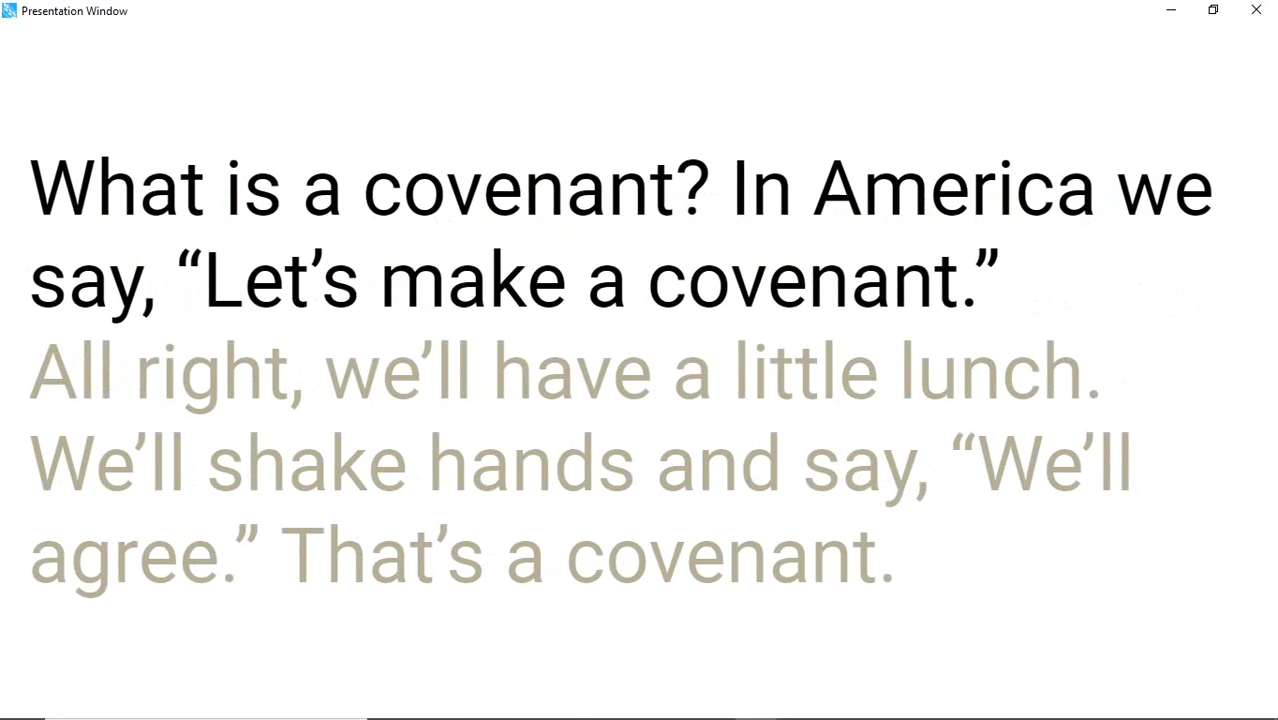 Presentation Window
What is a covenant? In America we
say, “Let’s make a covenant.”
All right, we’ll have a little lunch.
We’ll shake hands and say, “We’ll
agree.” That’s a covenant.